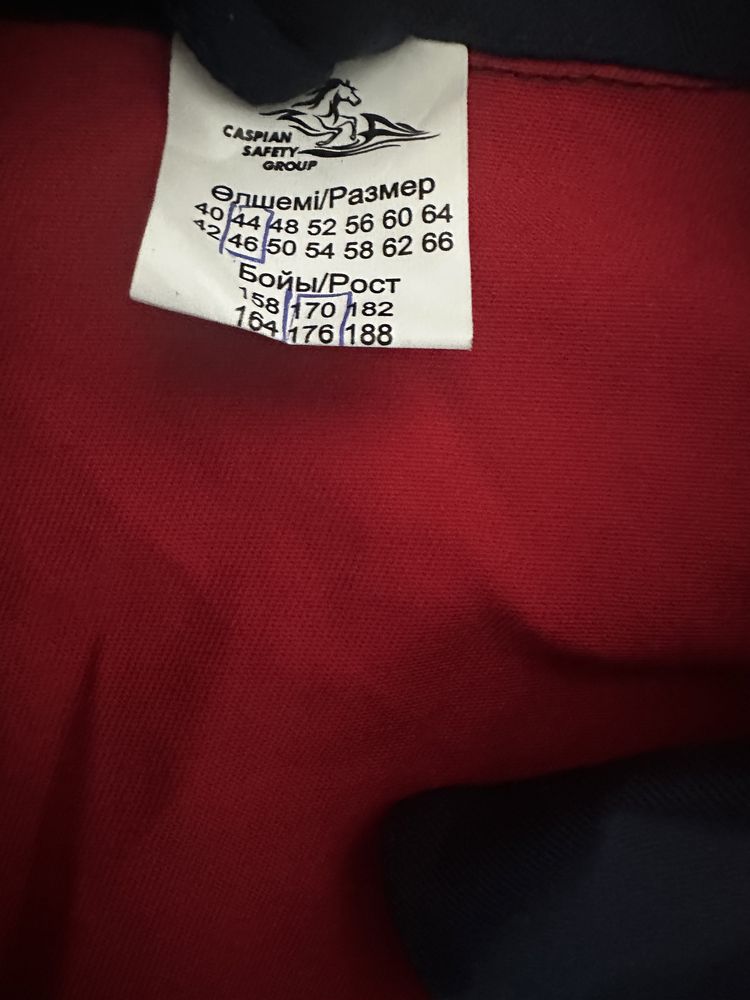 CASPIAN
SAFETY
GROUP
Өлшемі/Размер
40 44 48 52 56 60 64
42 46 50 54 58 62 66
Бойы/Рост
158 170 182
164 176 188